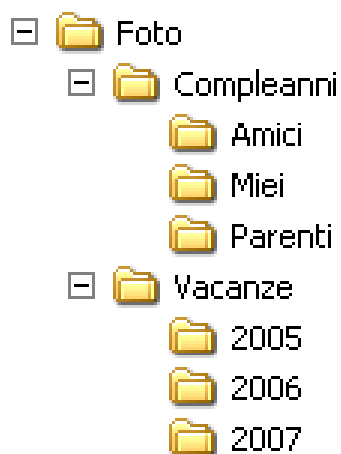 Foto
Compleanni
Amici
Miei
Parenti
Vacanze
2005
2006
2007